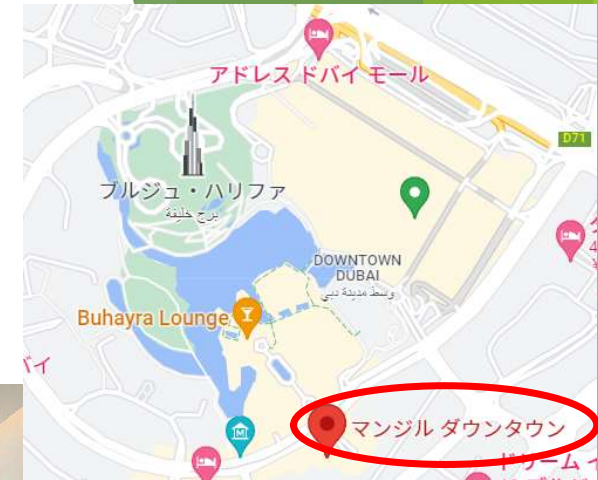 アドレス ドバイ モール
D71
ブルジュ・ハリファ
برج خليفة
DOWNTOWN
DUBAI
وسط مدينة دبي
Buhayra Lounge
マンジル ダウンタウン